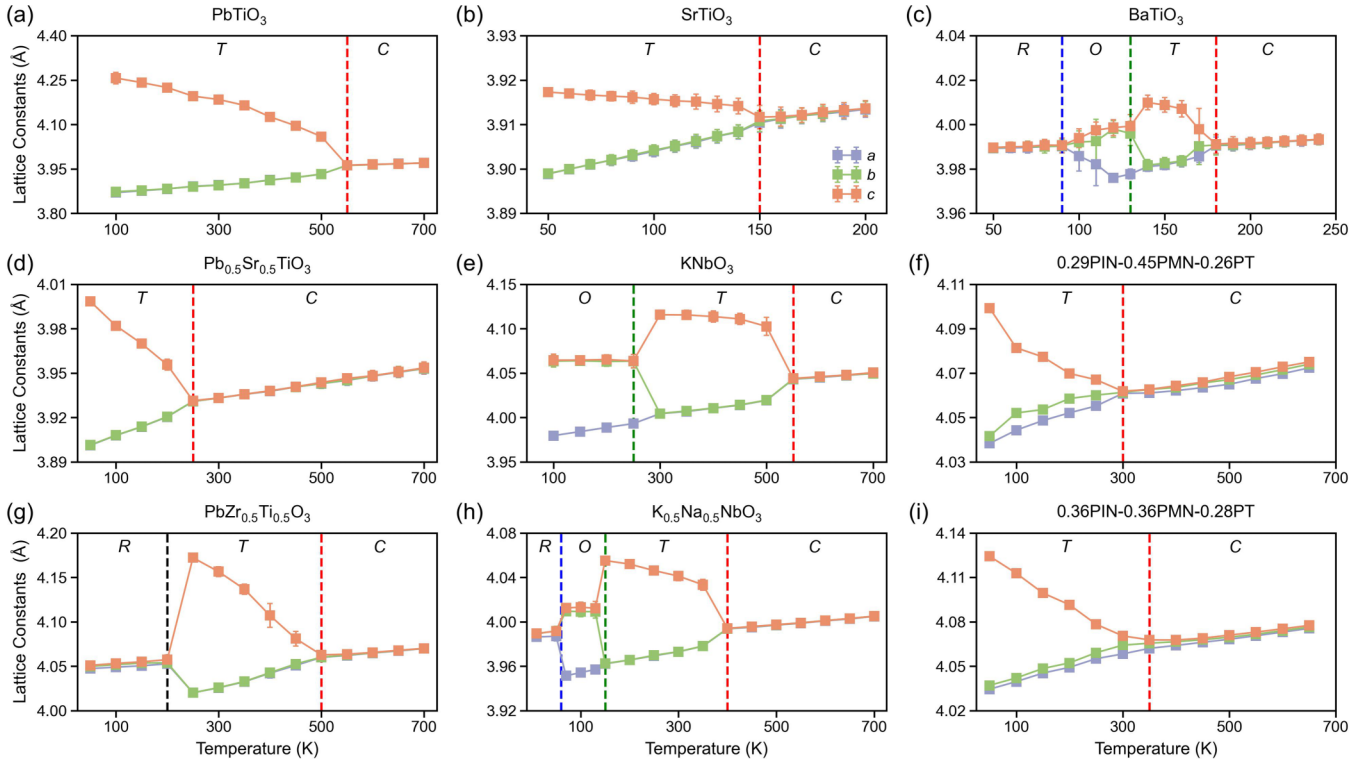 (a) PbTiO3
Lattice Constants (Å)
4.40
4.25
4.10
3.95
3.80
T C
100 300 500 700
(b) SrTiO3
3.93
3.92
3.91
3.90
3.89
T C
a
b
c
50 100 150 200
(c) BaTiO3
4.04
4.02
4.00
3.98
3.96
R O T C
50 100 150 200 250
(d) Pb0.5Sr0.5TiO3
Lattice Constants (Å)
4.01
3.98
3.95
3.92
3.89
T C
100 300 500 700
(e) KNbO3
4.15
4.10
4.05
4.00
3.95
O T C
100 300 500 700
(f) 0.29PIN-0.45PMN-0.26PT
4.11
4.09
4.07
4.05
4.03
T C
100 300 500 700
(g) PbZr0.5Ti0.5O3
Lattice Constants (Å)
4.20
4.15
4.10
4.05
4.00
R T C
100 300 500 700
Temperature (K)
(h) K0.5Na0.5NbO3
4.08
4.04
4.00
3.96
3.92
R O T C
100 300 500 700
Temperature (K)
(i) 0.36PIN-0.36PMN-0.28PT
4.14
4.11
4.08
4.05
4.02
T C
100 300 500 700
Temperature (K)